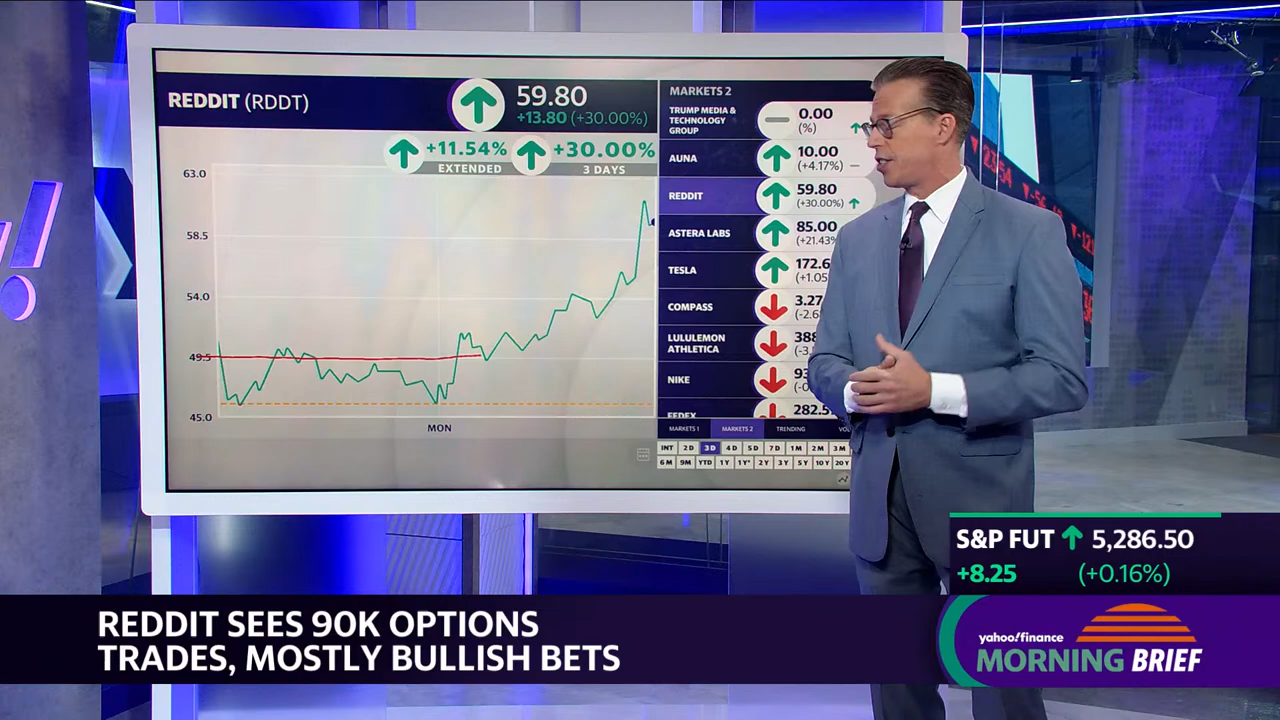 REDDIT (RDDT)
59.80
+13.80 (+30.00%)
+11.54%
EXTENDED
+30.00%
3 DAYS
63.0
58.5
54.0
49.5
45.0
MON
MARKETS 2
TRUMP MEDIA &
TECHNOLOGY
GROUP
0.00
(%)
AUNA
10.00
(+4.17%)
REDDIT
59.80
(+30.00%)
ASTERA LABS
85.00
(+21.43%
TESLA
172.6
(+1.05
COMPASS
3.27
(-2.6
LULULEMON
ATHLETICA
388
(-3.
NIKE
93
(-0
FEDEX
282.5
MARKETS 1
MARKETS 2
TRENDING
INT 2D 3D 4D 5D 7D 1M 2M 3M
6M 9M YTD 1Y 1Y* 2Y 3Y 5Y 10Y 20Y
S&P FUT 5,286.50
+8.25 (+0.16%)
REDDIT SEES 90K OPTIONS
TRADES, MOSTLY BULLISH BETS
yahoo!finance
MORNING BRIEF